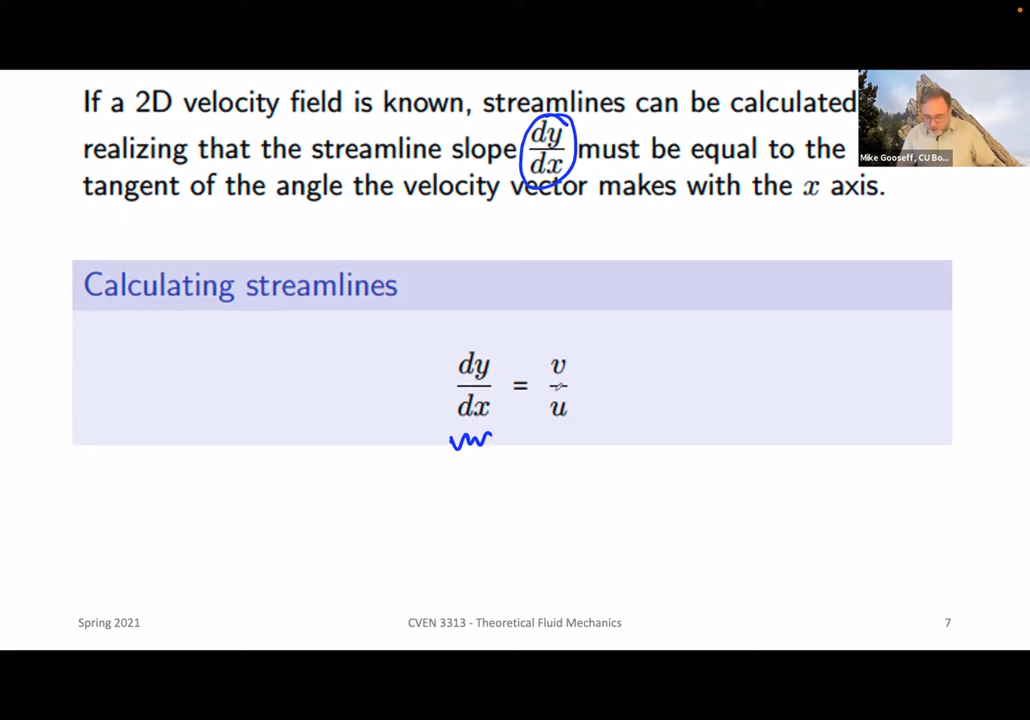 If a 2D velocity field is known, streamlines can be calculated
realizing that the streamline slope dy/dx must be equal to the
tangent of the angle the velocity vector makes with the x axis.
Mike Gooseff, CU Bo...
Calculating streamlines
dy/dx = v/u
Spring 2021 CVEN 3313 - Theoretical Fluid Mechanics 7